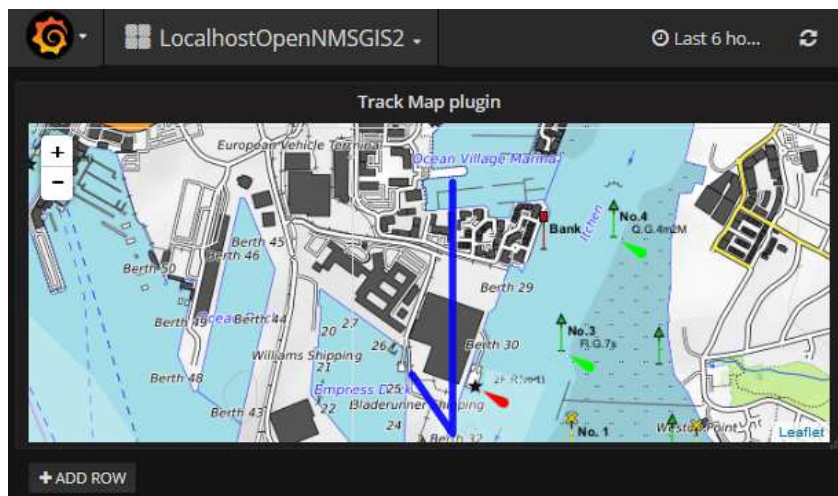 LocalhostOpenNMSGIS2
Last 6 ho...
Track Map plugin
+
−
European Vehicle Terminal
Ocean Village Marina
No.4
Q.G.4m2M
Bank
Itchen
Berth 45
Berth 46
Berth 50
Berth 29
Berth 49
Berth 44
20
27
No.3
Fl.G.7s
Williams Shipping
26
Berth 30
21
Berth 48
Empress Dock
25
Bladerunner Shipping
22
Berth 43
24
Berth 32
No. 1
Weston Point
Leaflet
+ ADD ROW